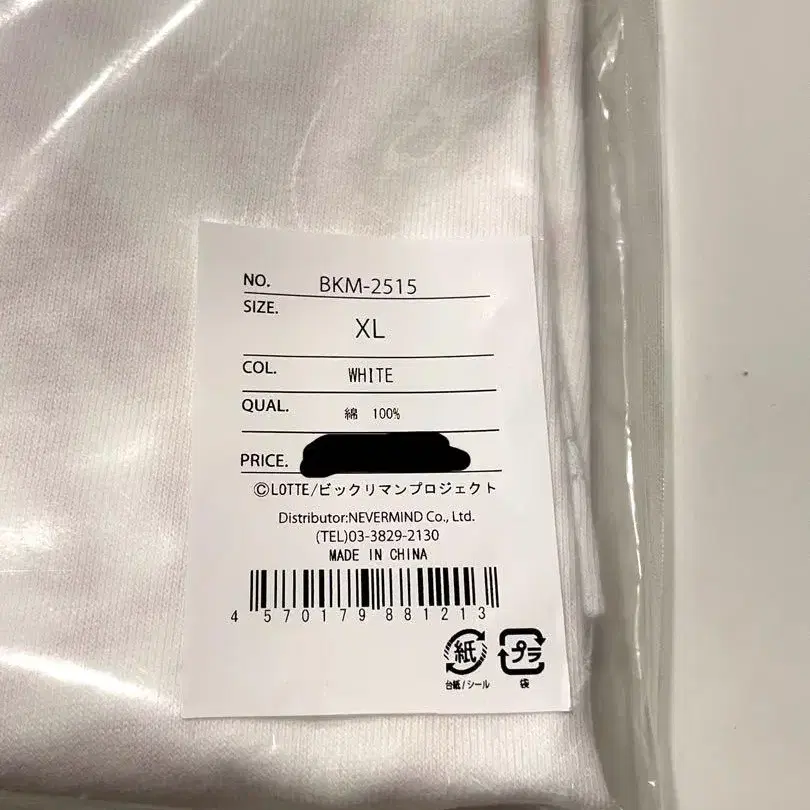 NO. BKM-2515
SIZE.
XL
COL. WHITE
QUAL. 綿 100%
PRICE.
©LOTTE/ビックリマンプロジェクト
Distributor:NEVERMIND Co., Ltd.
(TEL)03-3829-2130
MADE IN CHINA
4 570179 881213
紙 プラ
台紙/シール 袋